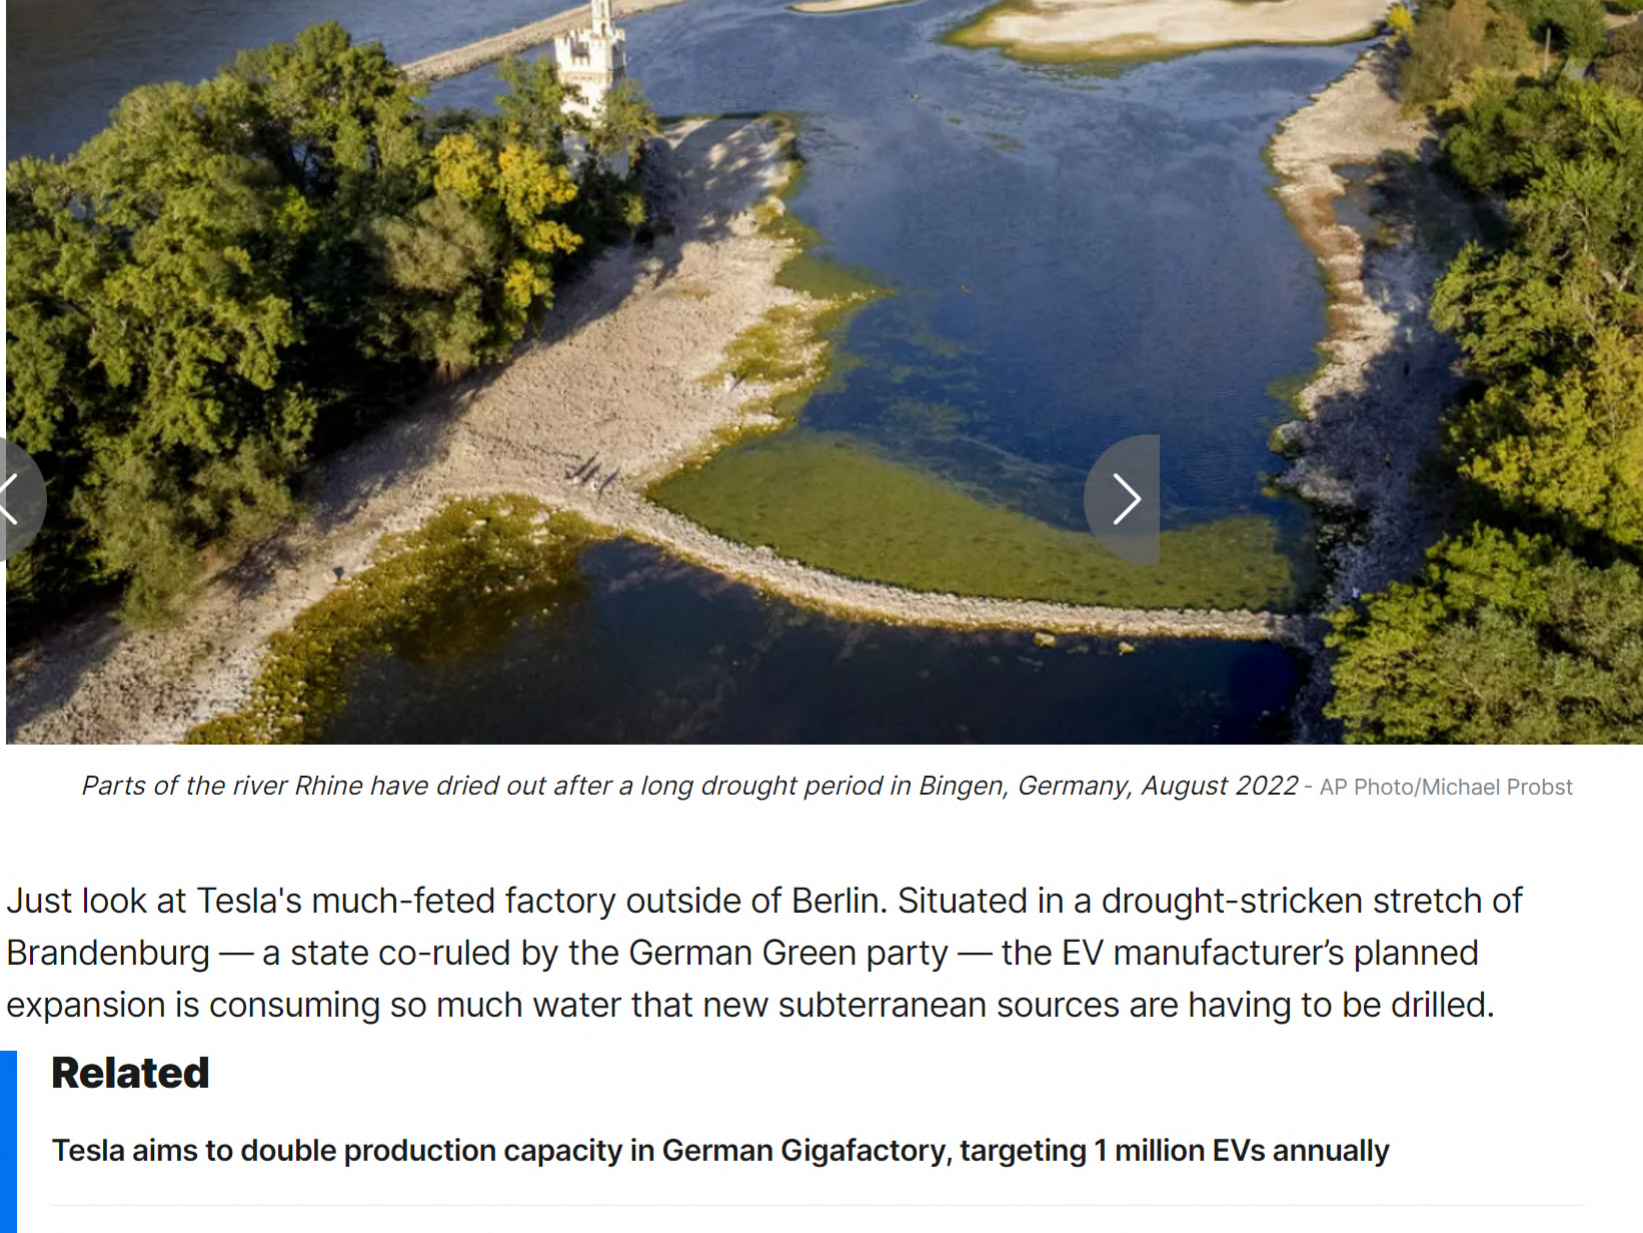 Parts of the river Rhine have dried out after a long drought period in Bingen, Germany, August 2022 - AP Photo/Michael Probst
Just look at Tesla's much-feted factory outside of Berlin. Situated in a drought-stricken stretch of
Brandenburg — a state co-ruled by the German Green party — the EV manufacturer’s planned
expansion is consuming so much water that new subterranean sources are having to be drilled.
Related
Tesla aims to double production capacity in German Gigafactory, targeting 1 million EVs annually